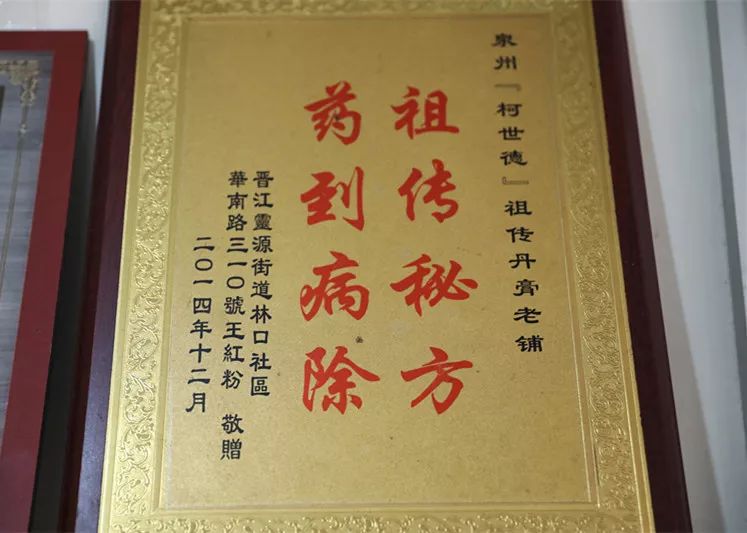 泉州『柯世德』祖传丹膏老铺
祖传秘方
药到病除
晋江靈源街道林口社區
華南路三一〇號王紅粉 敬贈
二〇一四年十二月